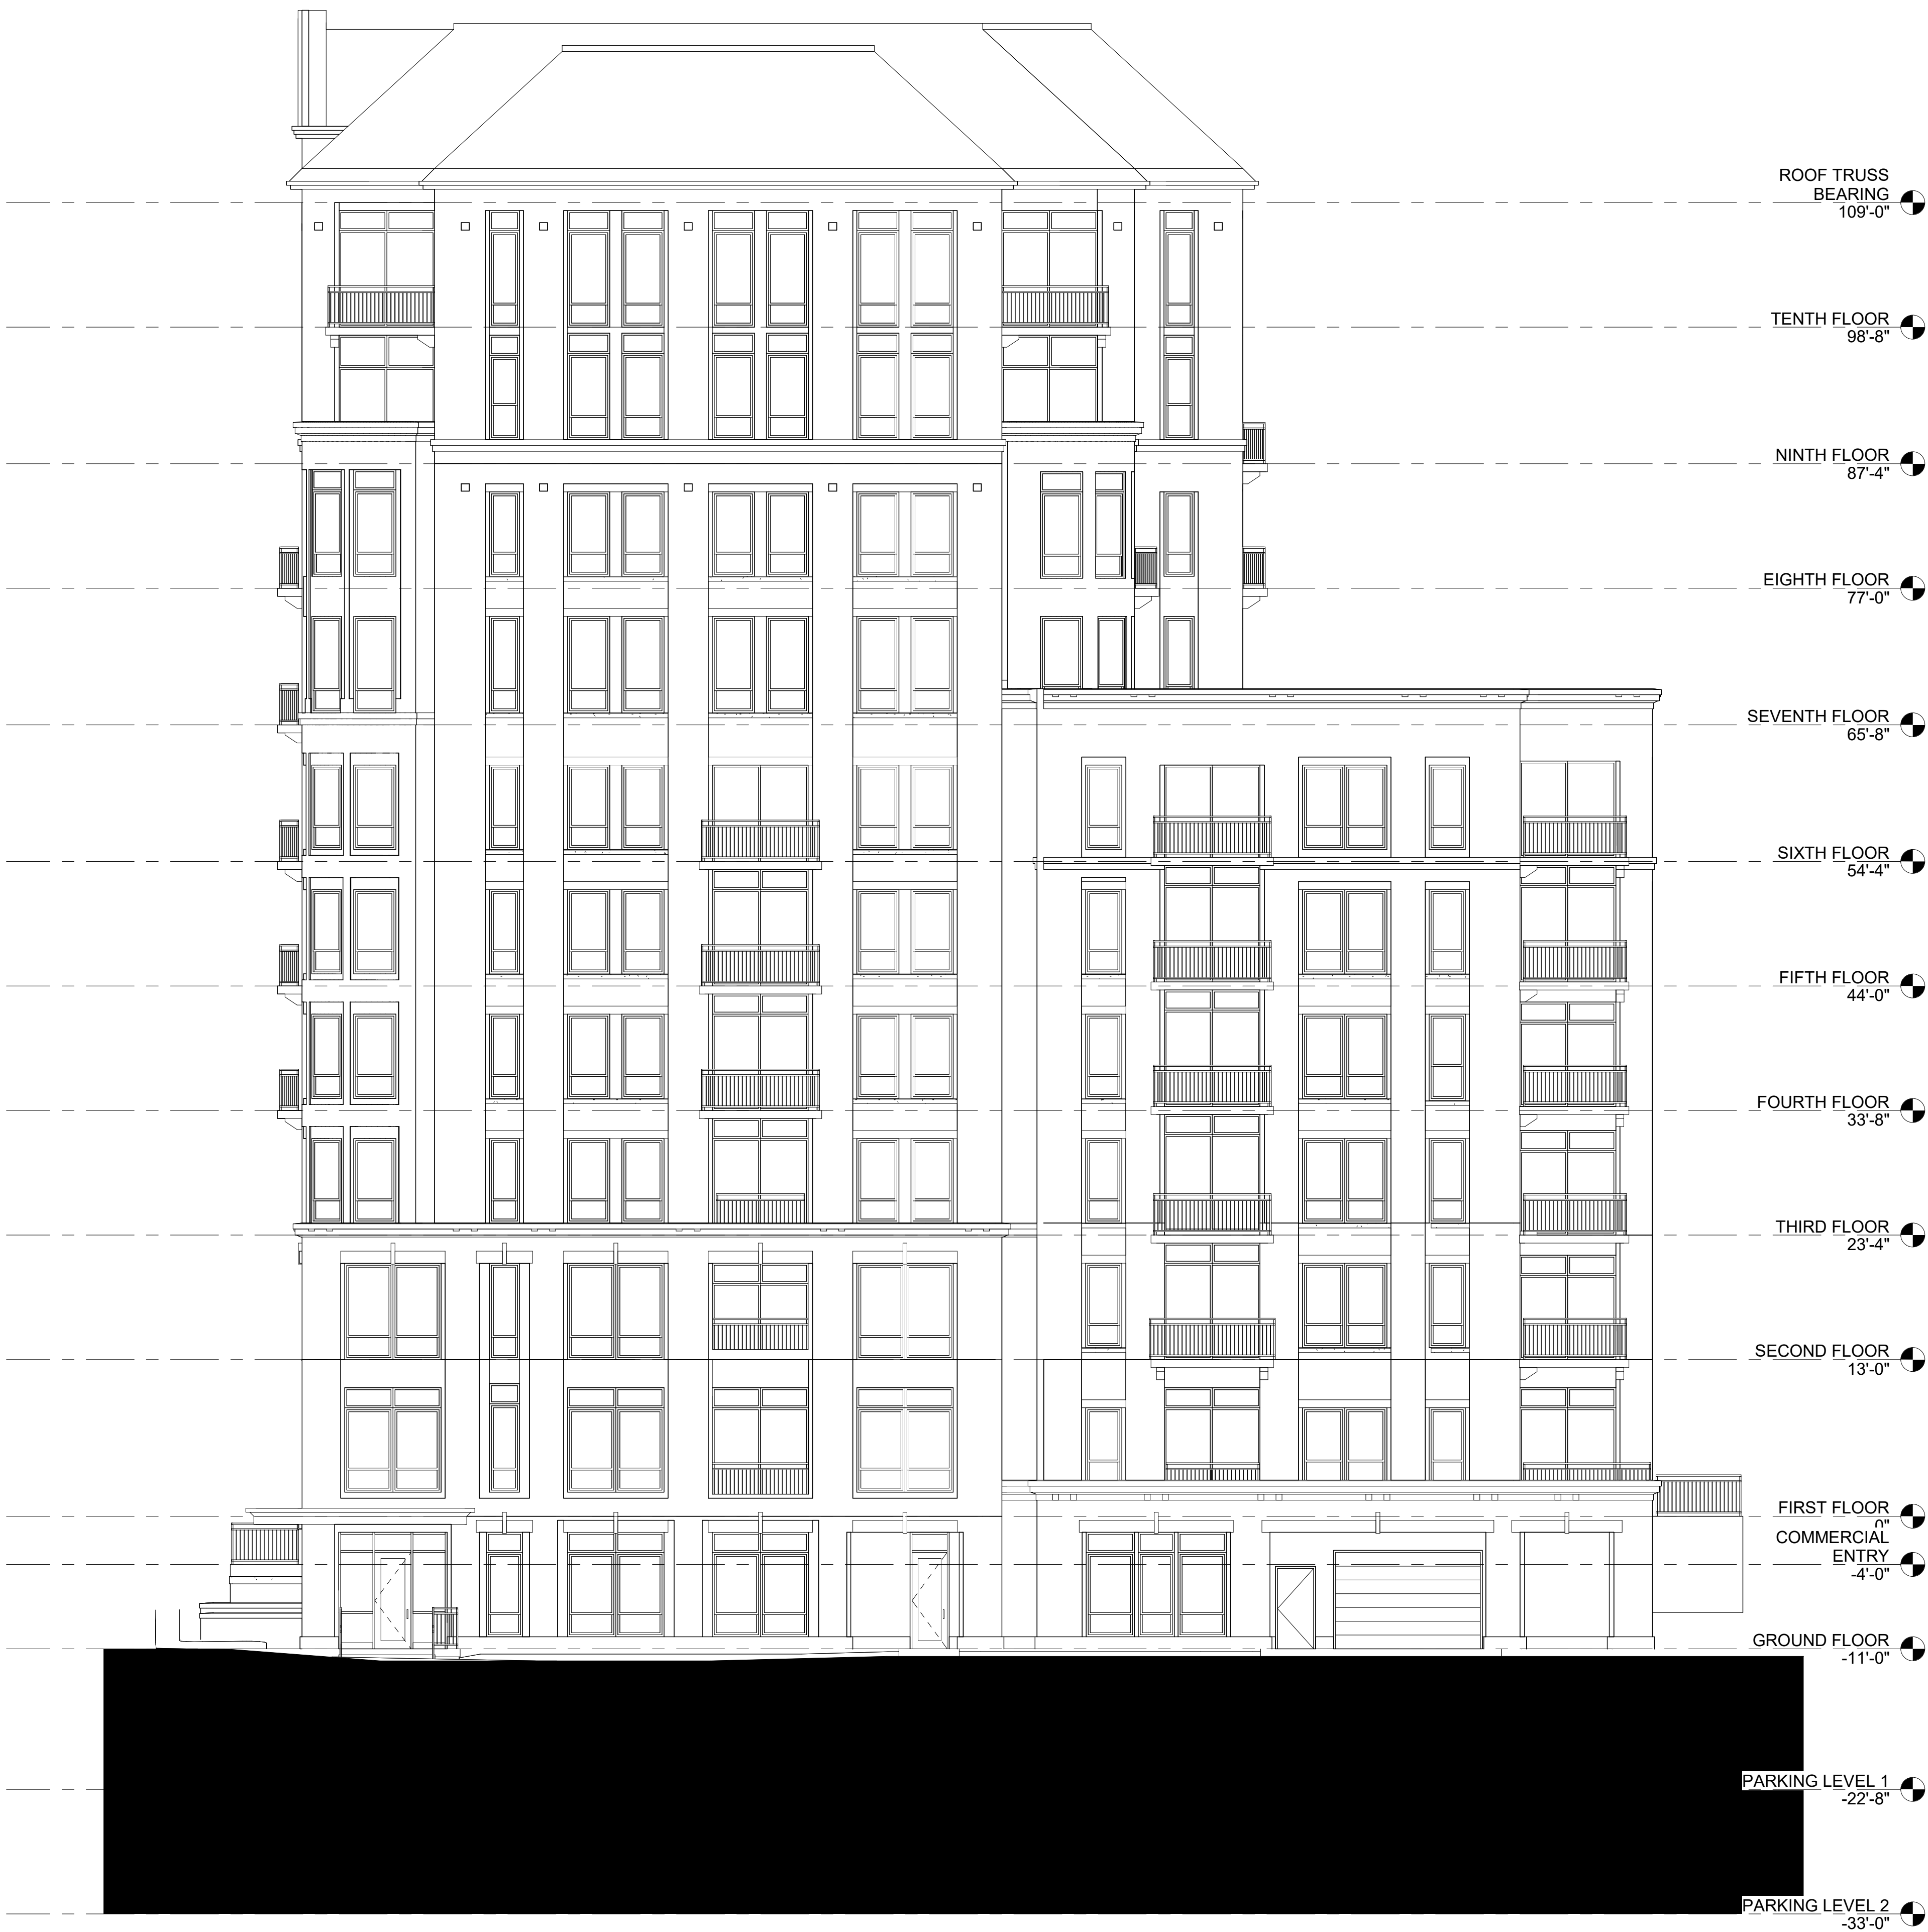 ROOF TRUSS
BEARING
109'-0"
TENTH FLOOR
98'-8"
NINTH FLOOR
87'-4"
EIGHTH FLOOR
77'-0"
SEVENTH FLOOR
65'-8"
SIXTH FLOOR
54'-4"
FIFTH FLOOR
44'-0"
FOURTH FLOOR
33'-8"
THIRD FLOOR
23'-4"
SECOND FLOOR
13'-0"
FIRST FLOOR
0"
COMMERCIAL
ENTRY
-4'-0"
GROUND FLOOR
-11'-0"
PARKING LEVEL 1
-22'-8"
PARKING LEVEL 2
-33'-0"